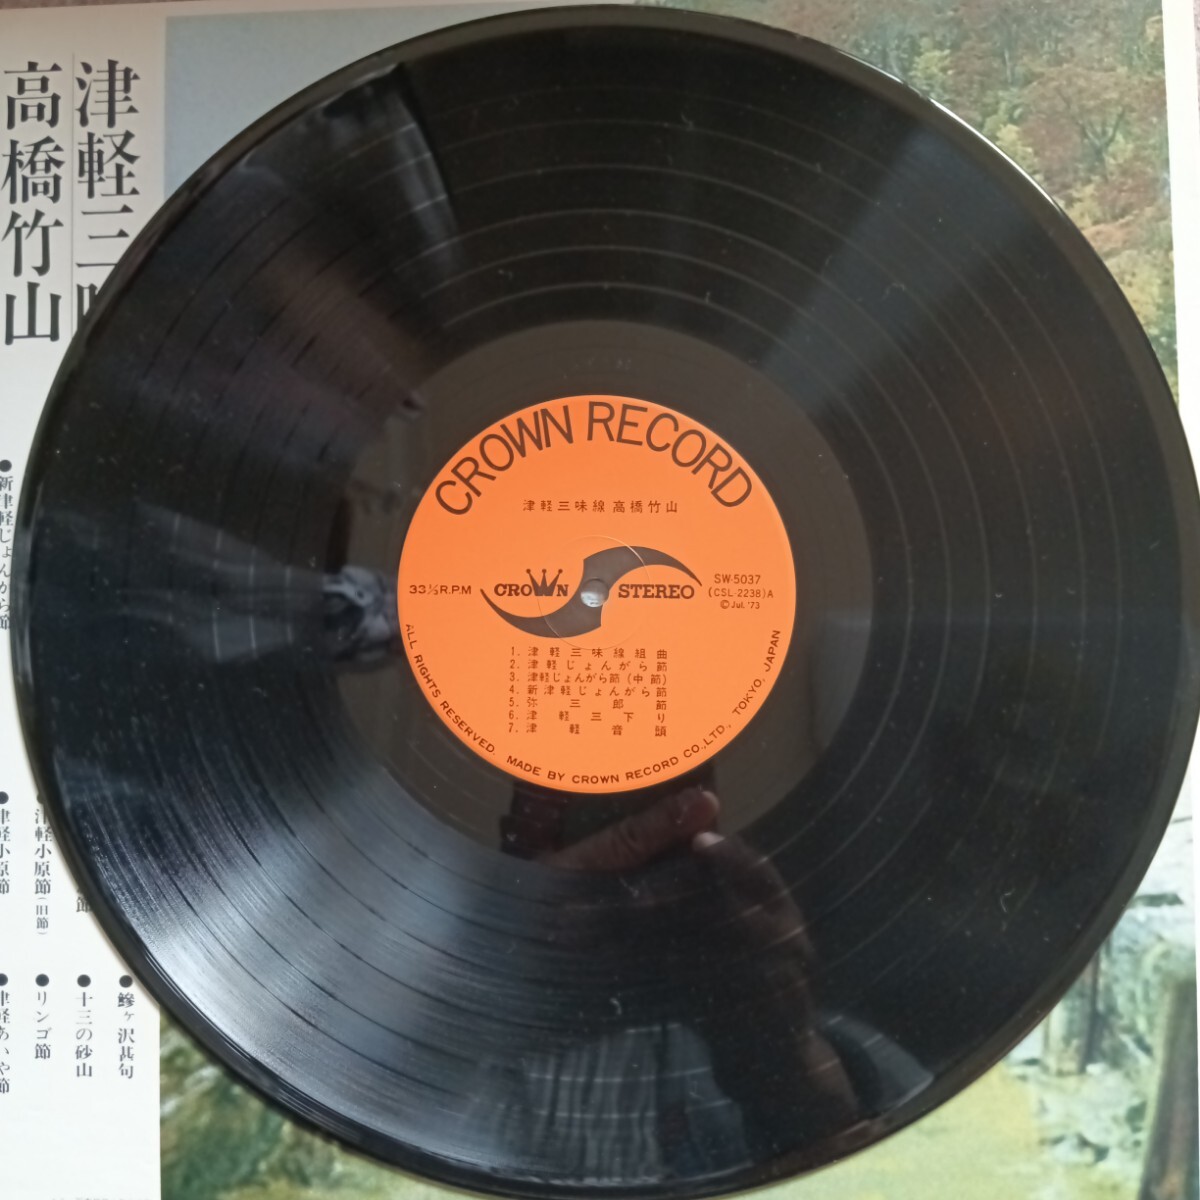 津軽三
高橋竹山
新津軽じょんがら節
津軽小原節
津軽小原節(旧節)
節
鰺ヶ沢甚句
十三の砂山
リンゴ節
津軽あいや節
CROWN RECORD
津軽三味線 高橋竹山
33⅓R.P.M
CROWN STEREO
SW-5037
(CSL-2238)A
©Jul.'73
1. 津軽三味線組曲
2. 津軽じょんがら節
3. 津軽じょんがら節(中節)
4. 新津軽じょんがら節
5. 弥三郎節
6. 津軽三下り
7. 津軽音頭
ALL RIGHTS RESERVED. MADE BY CROWN RECORD CO.,LTD., TOKYO, JAPAN